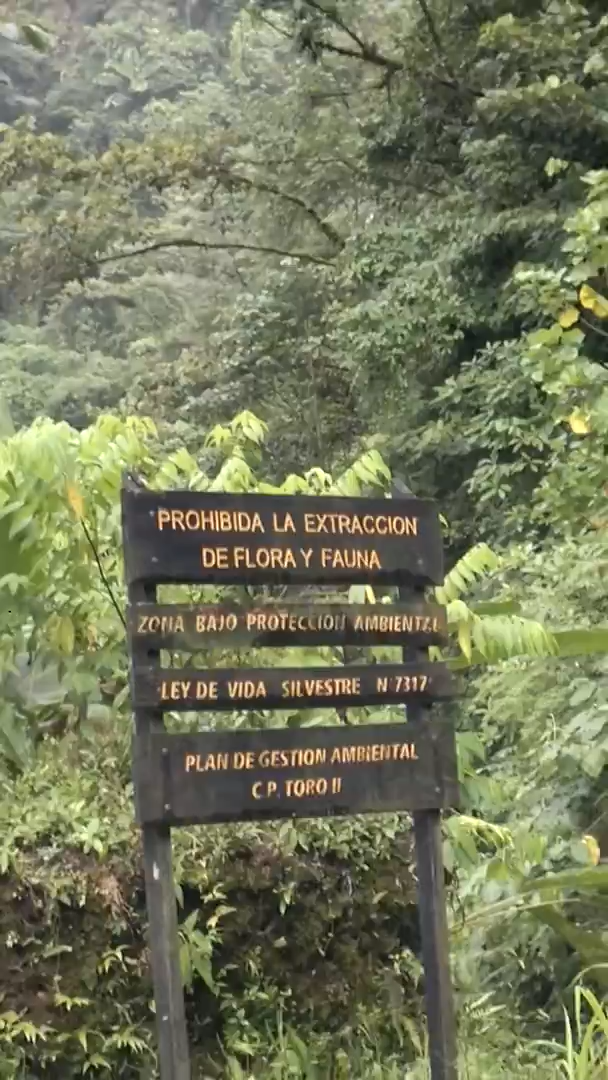 PROHIBIDA LA EXTRACCION
DE FLORA Y FAUNA
ZONA BAJO PROTECCION AMBIENTAL
LEY DE VIDA SILVESTRE N° 7317
PLAN DE GESTION AMBIENTAL
C.P. TORO II